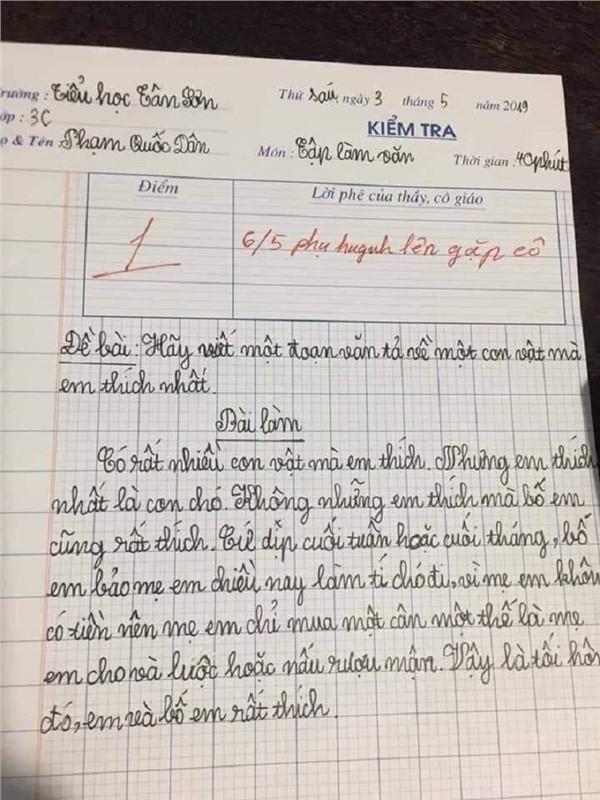 rường : Tiểu học Tân Sơn
Thứ sáu, ngày 3 tháng 5 năm 2019
ớp : 3C
KIỂM TRA
ọ & Tên : Phạm Quốc Dân
Môn : Tập làm văn Thời gian : 40 phút
Điểm
Lời phê của thầy, cô giáo
1
6/5 phụ huynh lên gặp cô
Đề bài : Hãy viết một đoạn văn tả về một con vật mà
em thích nhất.
Bài làm
Có rất nhiều con vật mà em thích. Nhưng em thích
nhất là con chó. Không những em thích mà bố em
cũng rất thích. Cứ dịp cuối tuần hoặc cuối tháng, bố
em bảo mẹ em chiều nay làm tí chó đi, vì mẹ em khôn
có tiền nên mẹ em chỉ mua một cân một thế là mẹ
em cho và luộc hoặc nấu rượu mận. Vậy là tối hôm
đó, em và bố em rất thích.